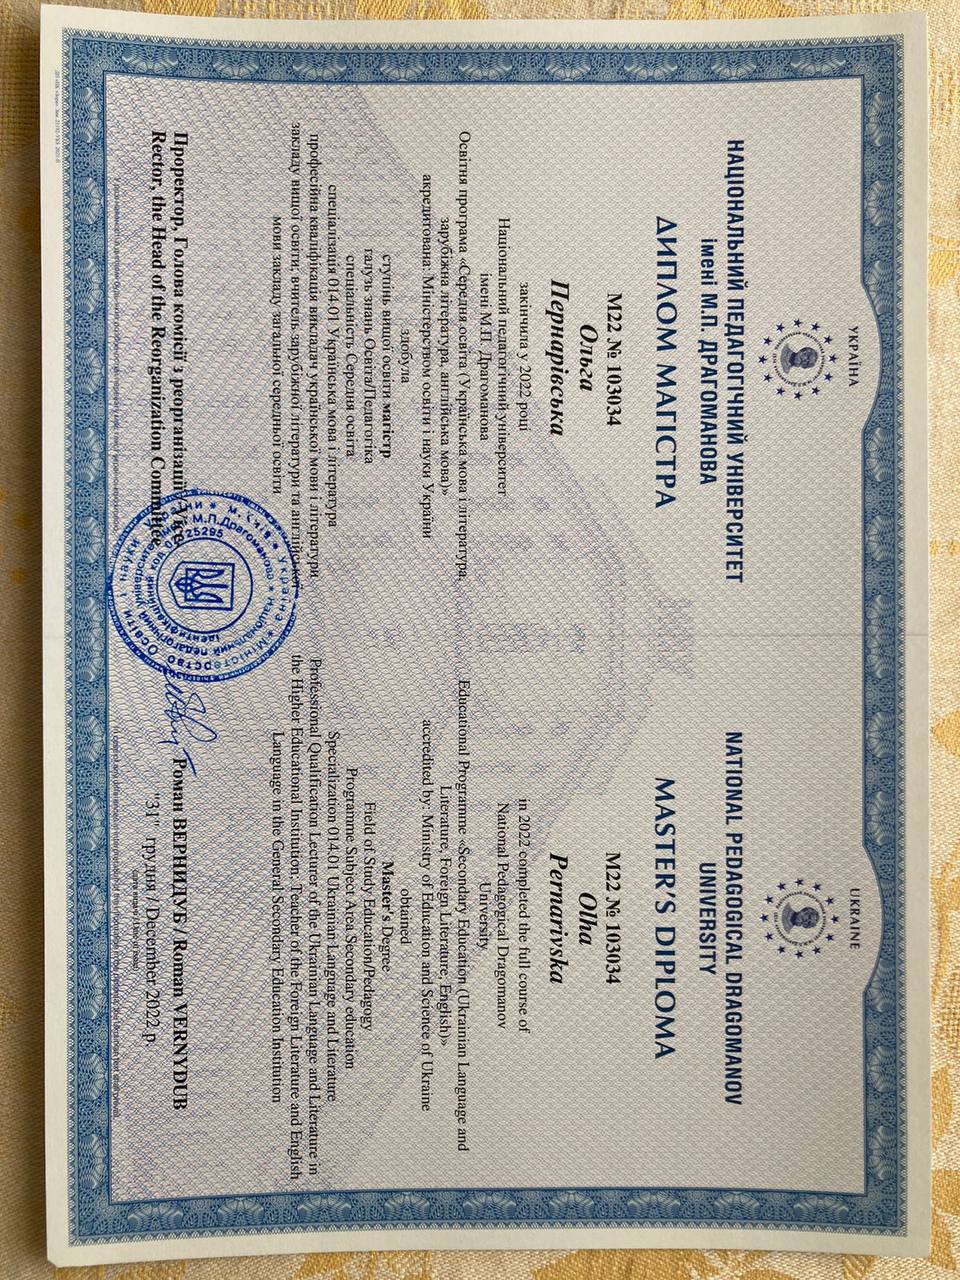 УКРАЇНА
НАЦІОНАЛЬНИЙ ПЕДАГОГІЧНИЙ УНІВЕРСИТЕТ
імені М.П. ДРАГОМАНОВА
ДИПЛОМ МАГІСТРА
М22 № 103034
Ольга
Пернарівська
закінчила у 2022 році
Національний педагогічний університет
імені М.П. Драгоманова
Освітня програма «Середня освіта (Українська мова і література,
зарубіжна література, англійська мова)»
акредитована: Міністерством освіти і науки України
здобула
ступінь вищої освіти магістр
галузь знань Освіта/Педагогіка
спеціальність Середня освіта
спеціалізація 014.01 Українська мова і література
професійна кваліфікація викладач української мови і літератури
закладу вищої освіти; вчитель зарубіжної літератури та англійської
мови закладу загальної середньої освіти
Проректор, Голова комісії з реорганізації / Vice
Rector, the Head of the Reorganization Committee
UKRAINE
NATIONAL PEDAGOGICAL DRAGOMANOV
UNIVERSITY
MASTER'S DIPLOMA
M22 № 103034
Olha
Pernarivska
in 2022 completed the full course of
National Pedagogical Dragomanov
University
Educational Programme «Secondary Education (Ukrainian Language and
Literature, Foreign Literature, English)»
accredited by: Ministry of Education and Science of Ukraine
obtained
Master's Degree
Field of Study Education/Pedagogy
Programme Subject Area Secondary education
Specialization 014.01 Ukrainian Language and Literature
Professional Qualification Lecturer of the Ukrainian Language and Literature in
the Higher Educational Institution; Teacher of the Foreign Literature and English
Language in the General Secondary Education Institution
Роман ВЕРНИДУБ / Roman VERNYDUB
"31" грудня / December 2022 р.